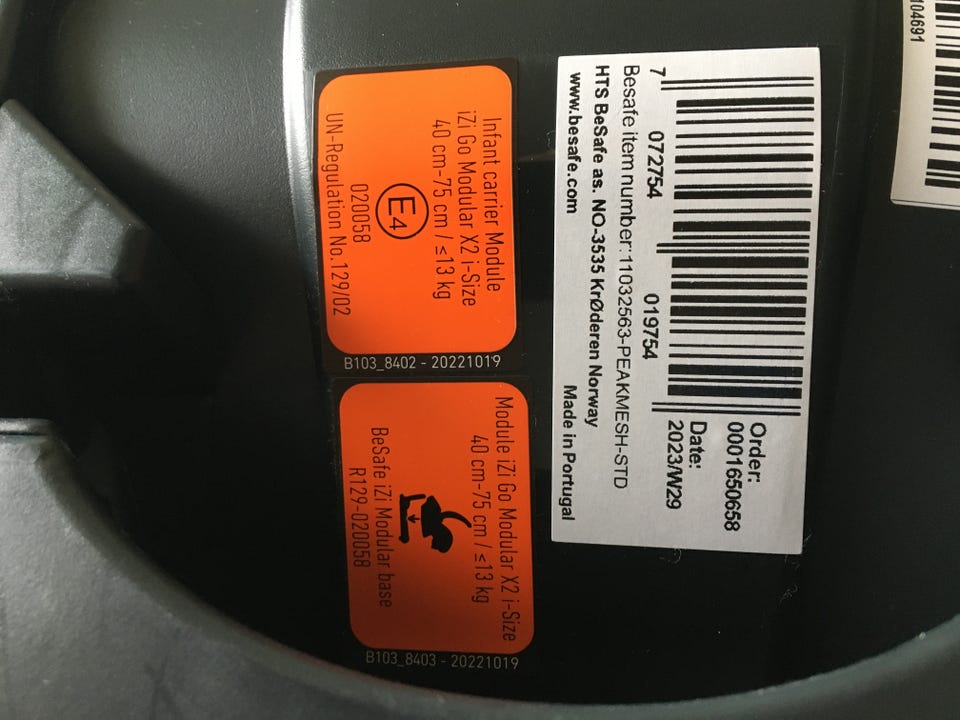 Infant carrier Module
iZi Go Modular X2 i-Size
40 cm-75 cm / ≤13 kg
E4
020058
UN-Regulation No.129/02
B103_8402 - 20221019
Module iZi Go Modular X2 i-Size
40 cm-75 cm / ≤13 kg
BeSafe iZi Modular base
R129-020058
B103_8403 - 20221019
7 072754 019754
Order:
0001650658
Date:
2023/W29
Besafe item number:11032563-PEAKMESH-STD
HTS BeSafe as. NO-3535 KrØderen Norway
www.besafe.com
Made in Portugal
104691